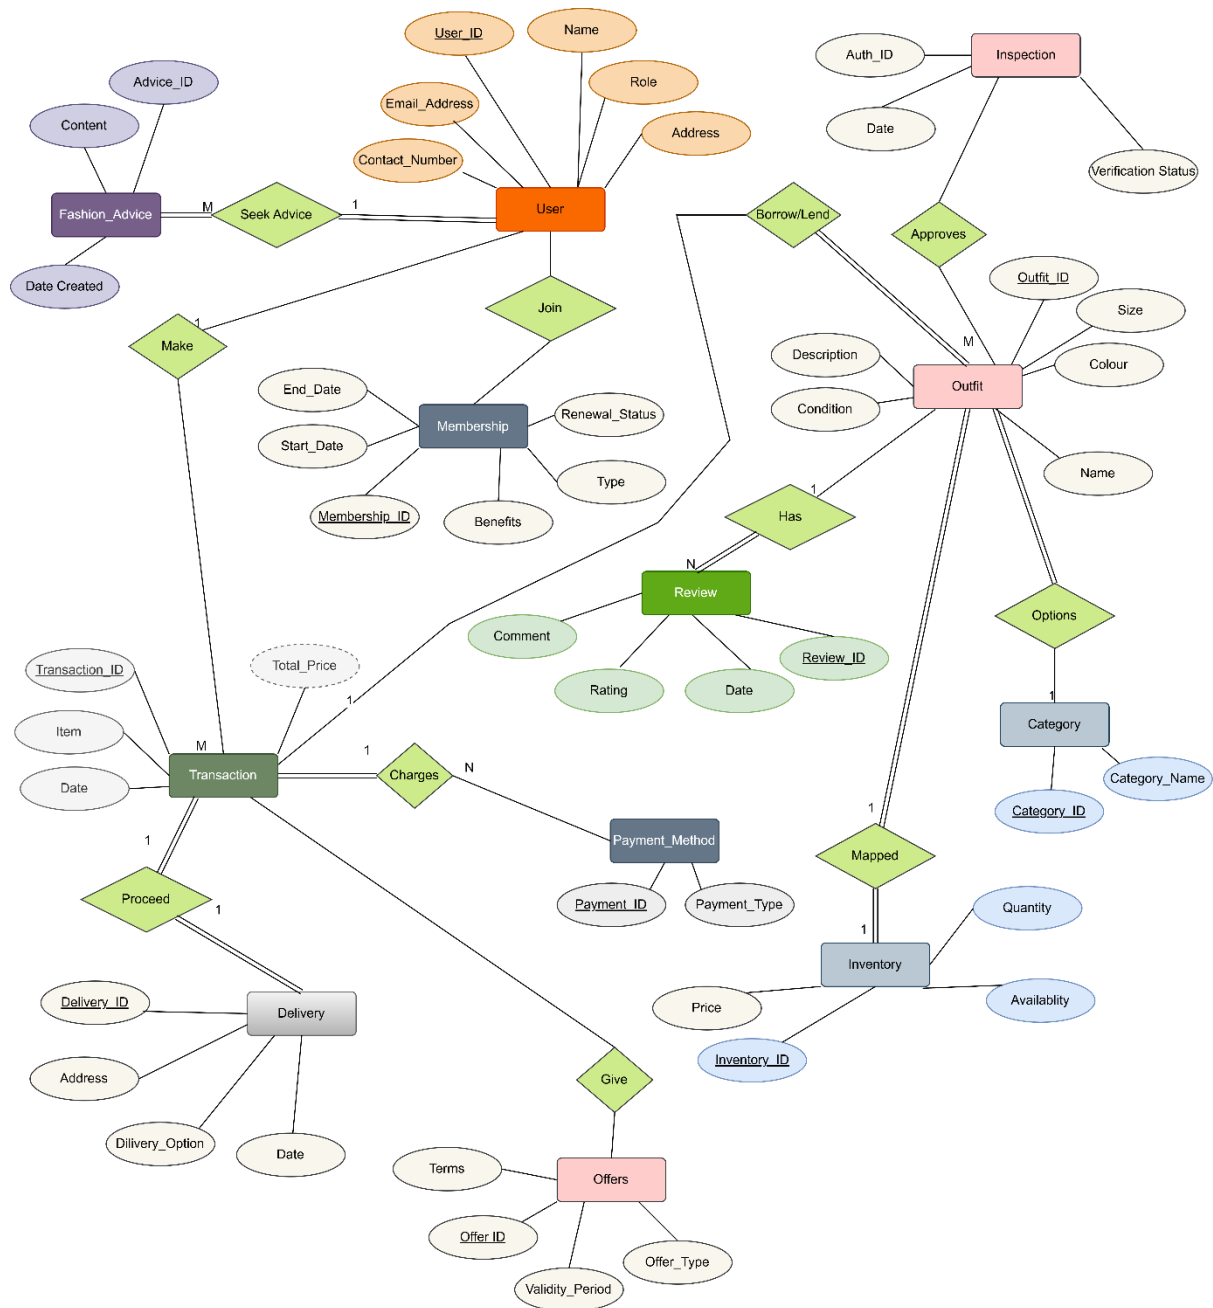 User_ID
Name
Auth_ID
Inspection
Advice_ID
Email_Address
Role
Content
Date
Address
Contact_Number
Verification Status
Fashion_Advice
M
Seek Advice
1
User
Borrow/Lend
Approves
Outfit_ID
Date Created
Join
Size
1
Make
M
Description
Colour
Outfit
End_Date
Condition
Renewal_Status
Membership
Start_Date
Name
Type
1
Membership_ID
Benefits
Has
N
Review
Options
Comment
Review_ID
Transaction_ID
Total_Price
Rating
Date
1
1
Item
Category
M
1
Transaction
Charges
N
Category_Name
Date
Category_ID
1
1
Payment_Method
Mapped
Proceed
1
Payment_ID
Payment_Type
Quantity
1
Inventory
Delivery_ID
Delivery
Price
Availablity
Inventory_ID
Address
Give
Dilivery_Option
Date
Terms
Offers
Offer ID
Offer_Type
Validity_Period